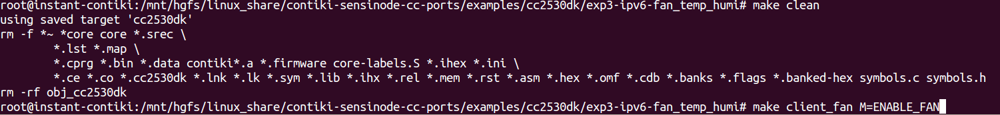 root@instant-contiki:/mnt/hgfs/linux_share/contiki-sensinode-cc-ports/examples/cc2530dk/exp3-ipv6-fan_temp_humi# make clean
using saved target 'cc2530dk'
rm -f *~ *core core *.srec \
        *.lst *.map \
        *.cprg *.bin *.data contiki*.a *.firmware core-labels.S *.ihex *.ini \
        *.ce *.co *.cc2530dk *.lnk *.lk *.sym *.lib *.ihx *.rel *.mem *.rst *.asm *.hex *.omf *.cdb *.banks *.flags *.banked-hex symbols.c symbols.h
rm -rf obj_cc2530dk
root@instant-contiki:/mnt/hgfs/linux_share/contiki-sensinode-cc-ports/examples/cc2530dk/exp3-ipv6-fan_temp_humi# make client_fan M=ENABLE_FAN